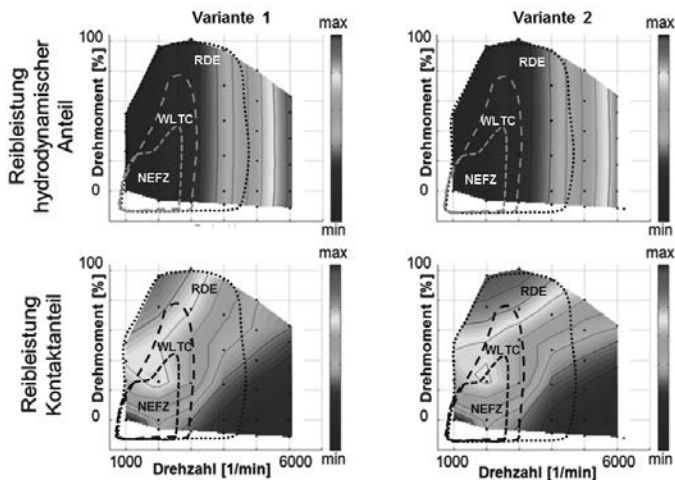 Variante 1
Variante 2
Reibleistung
hydrodynamischer
Anteil
Drehmoment [%]
100
0
RDE
WLTC
NEFZ
max
min
Drehmoment [%]
100
0
RDE
WLTC
NEFZ
max
min
Reibleistung
Kontaktanteil
Drehmoment [%]
100
0
RDE
WLTC
NEFZ
1000
6000
Drehzahl [1/min]
max
min
Drehmoment [%]
100
0
RDE
WLTC
NEFZ
1000
6000
Drehzahl [1/min]
max
min